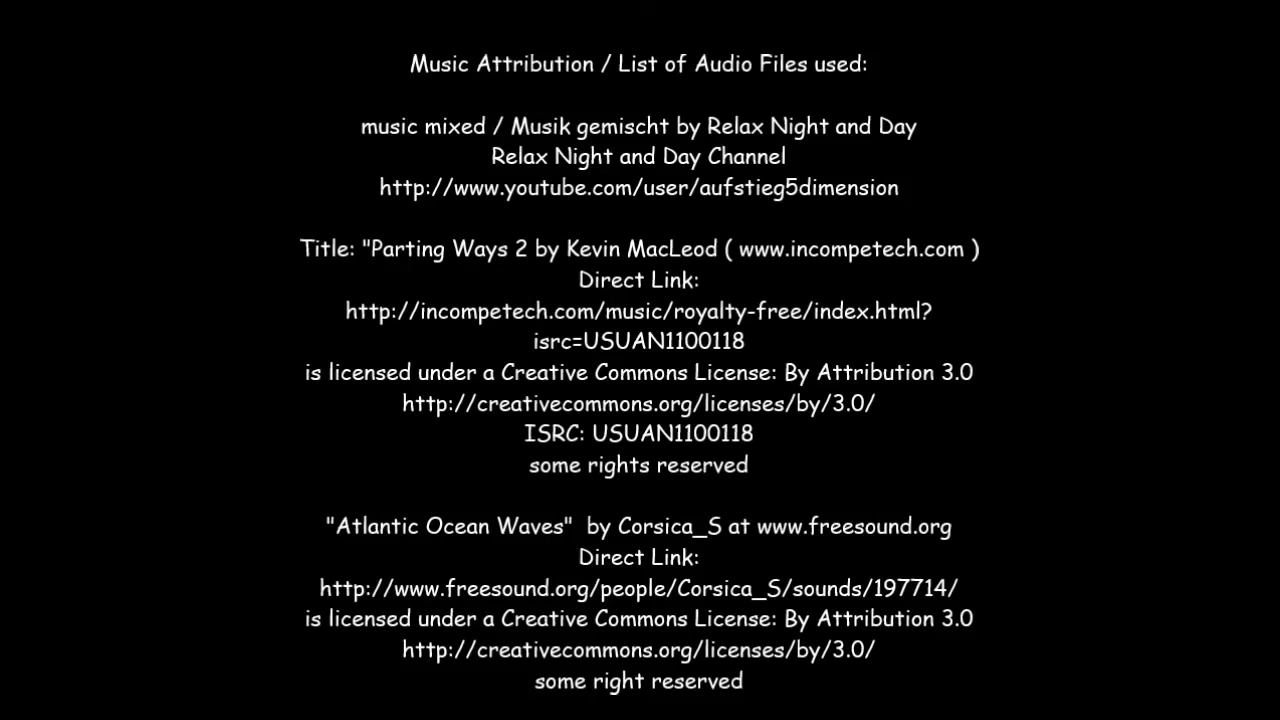 Music Attribution / List of Audio Files used:
music mixed / Musik gemischt by Relax Night and Day
Relax Night and Day Channel
http://www.youtube.com/user/aufstieg5dimension
Title: "Parting Ways 2 by Kevin MacLeod ( www.incompetech.com )
Direct Link:
http://incompetech.com/music/royalty-free/index.html?
isrc=USUAN1100118
is licensed under a Creative Commons License: By Attribution 3.0
http://creativecommons.org/licenses/by/3.0/
ISRC: USUAN1100118
some rights reserved
"Atlantic Ocean Waves"  by Corsica_S at www.freesound.org
Direct Link:
http://www.freesound.org/people/Corsica_S/sounds/197714/
is licensed under a Creative Commons License: By Attribution 3.0
http://creativecommons.org/licenses/by/3.0/
some right reserved